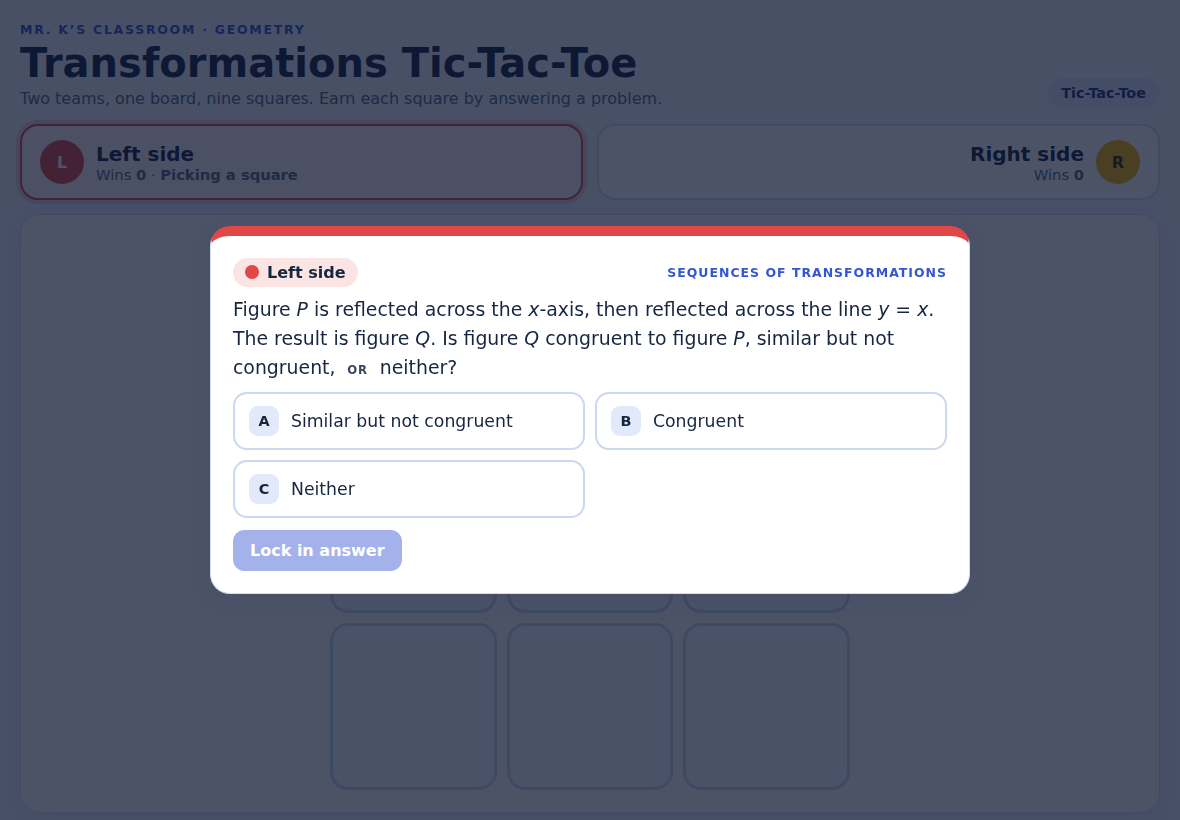 MR. K'S CLASSROOM · GEOMETRY
Transformations Tic-Tac-Toe
Two teams, one board, nine squares. Earn each square by answering a problem.
Tic-Tac-Toe
L
Left side
Wins 0 · Picking a square
Right side
Wins 0
R
Left side
SEQUENCES OF TRANSFORMATIONS
Figure P is reflected across the x-axis, then reflected across the line y = x.
The result is figure Q. Is figure Q congruent to figure P, similar but not
congruent, OR neither?
A Similar but not congruent
B Congruent
C Neither
Lock in answer